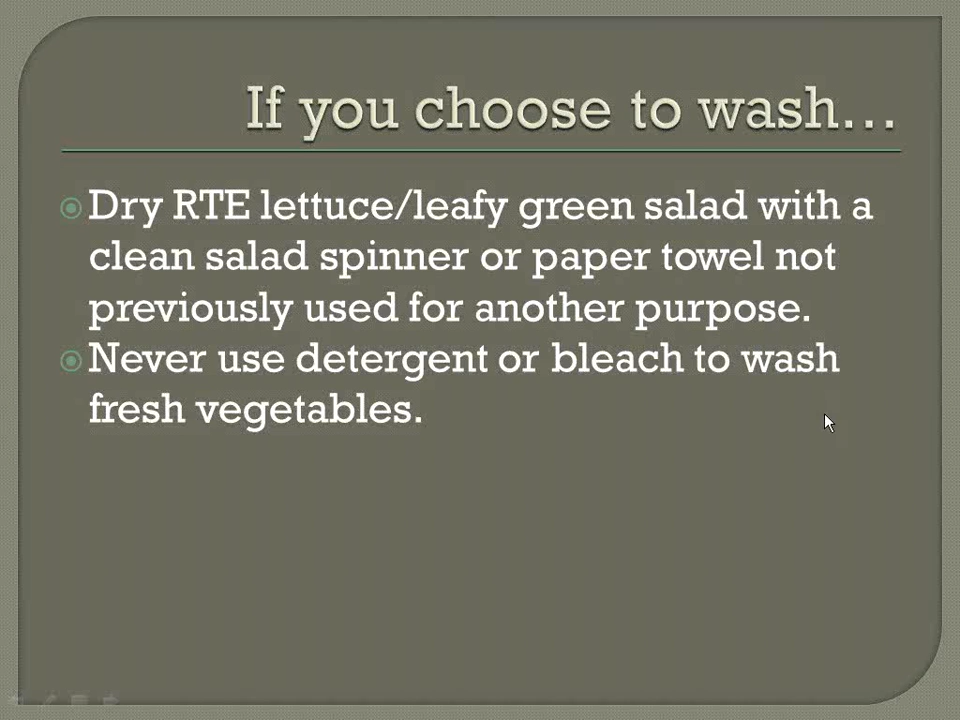 If you choose to wash…
Dry RTE lettuce/leafy green salad with a
clean salad spinner or paper towel not
previously used for another purpose.
Never use detergent or bleach to wash
fresh vegetables.